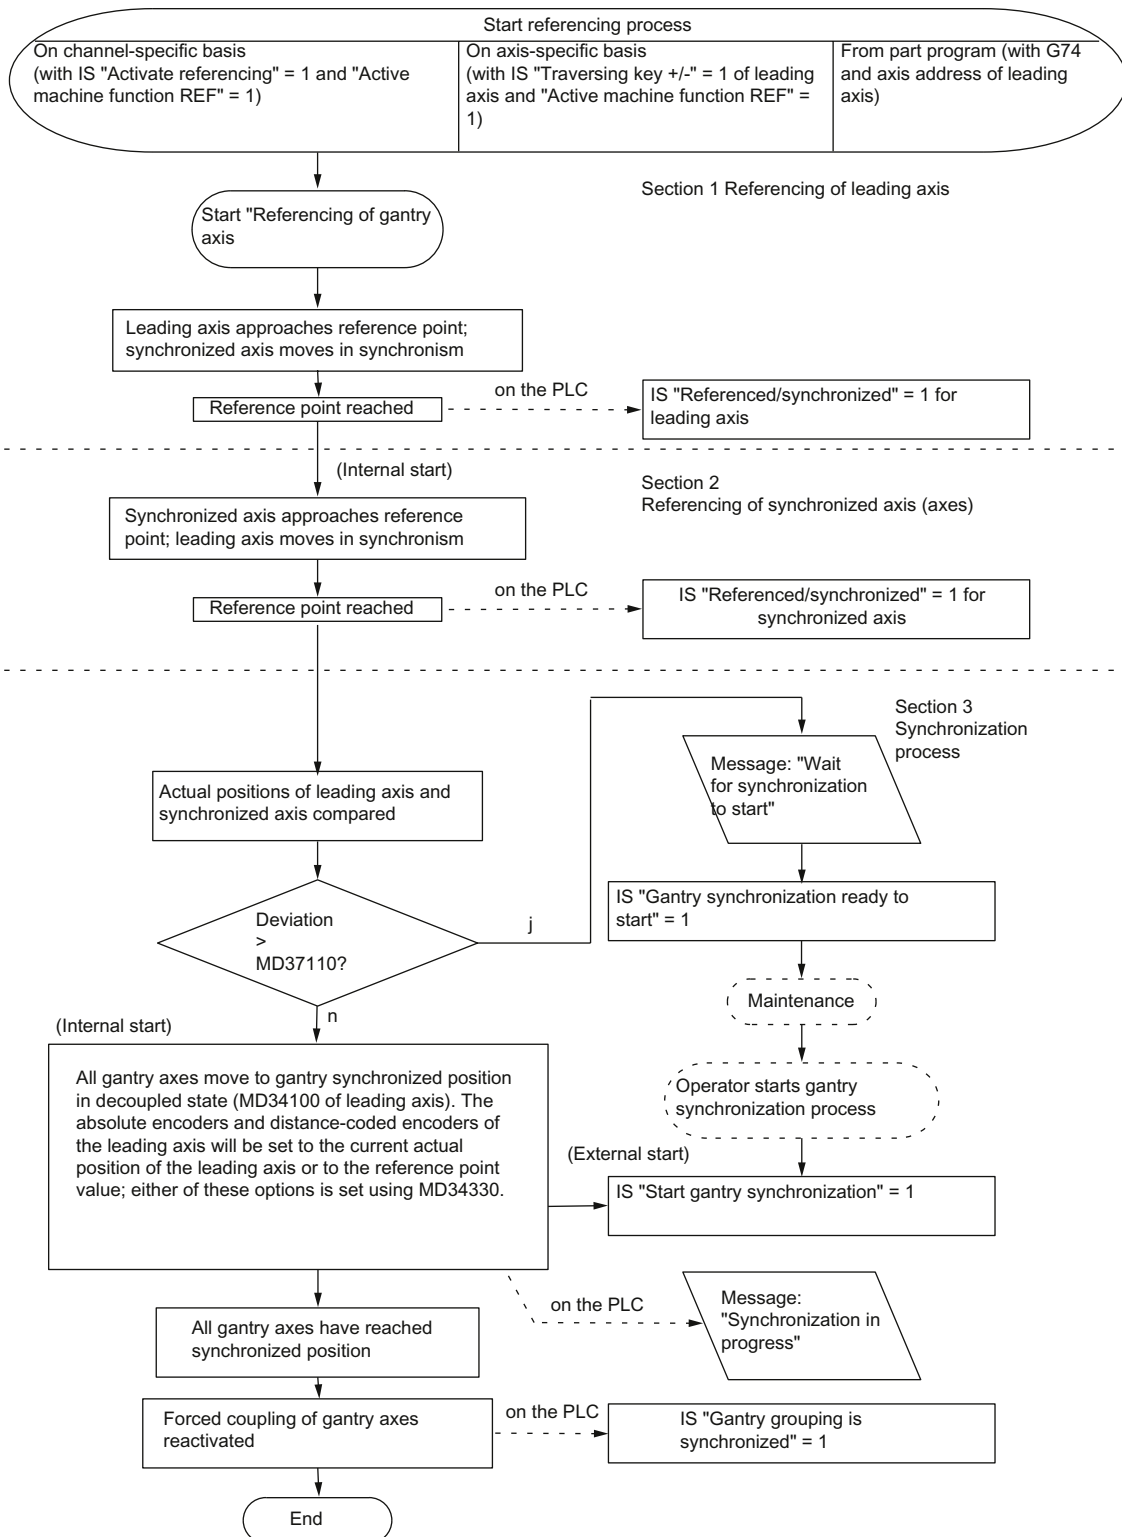 Start referencing process
On channel-specific basis
(with IS "Activate referencing" = 1 and "Active
machine function REF" = 1)
On axis-specific basis
(with IS "Traversing key +/-" = 1 of leading
axis and "Active machine function REF" =
1)
From part program (with G74
and axis address of leading
axis)
Section 1 Referencing of leading axis
Start "Referencing of gantry
axis
Leading axis approaches reference point;
synchronized axis moves in synchronism
Reference point reached
on the PLC
IS "Referenced/synchronized" = 1 for
leading axis
(Internal start)
Section 2
Referencing of synchronized axis (axes)
Synchronized axis approaches reference
point; leading axis moves in synchronism
Reference point reached
on the PLC
IS "Referenced/synchronized" = 1 for
synchronized axis
Section 3
Synchronization
process
Message: "Wait
for synchronization
to start"
Actual positions of leading axis and
synchronized axis compared
IS "Gantry synchronization ready to
start" = 1
Deviation
>
MD37110?
j
n
Maintenance
(Internal start)
All gantry axes move to gantry synchronized position
in decoupled state (MD34100 of leading axis). The
absolute encoders and distance-coded encoders of
the leading axis will be set to the current actual
position of the leading axis or to the reference point
value; either of these options is set using MD34330.
Operator starts gantry
synchronization process
(External start)
IS "Start gantry synchronization" = 1
on the PLC
Message:
"Synchronization in
progress"
All gantry axes have reached
synchronized position
Forced coupling of gantry axes
reactivated
on the PLC
IS "Gantry grouping is
synchronized" = 1
End